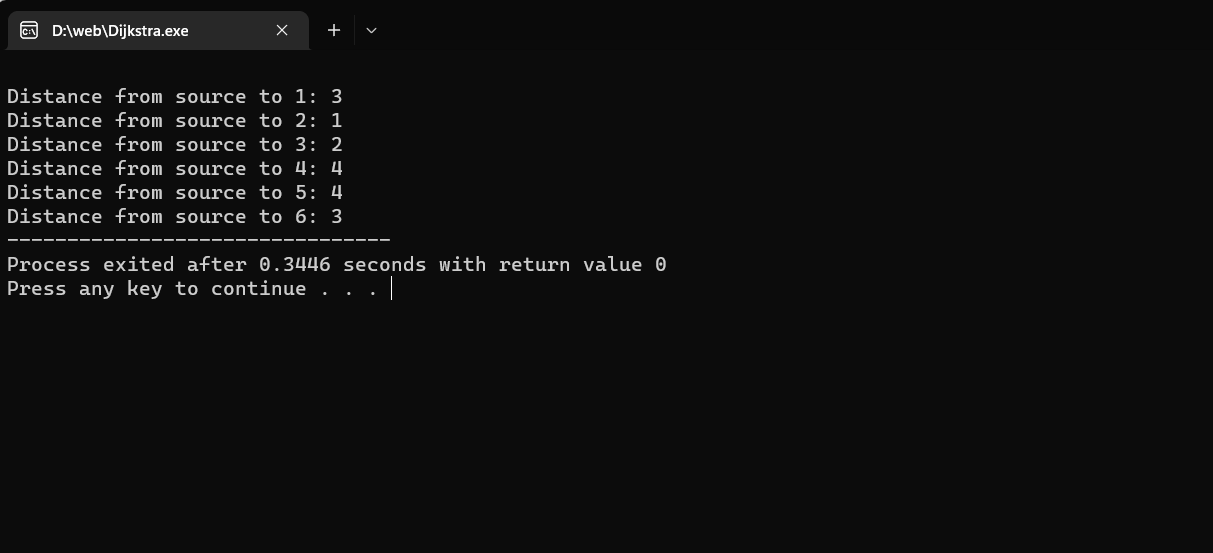 D:\web\Dijkstra.exe
Distance from source to 1: 3
Distance from source to 2: 1
Distance from source to 3: 2
Distance from source to 4: 4
Distance from source to 5: 4
Distance from source to 6: 3
--------------------------------
Process exited after 0.3446 seconds with return value 0
Press any key to continue . . .